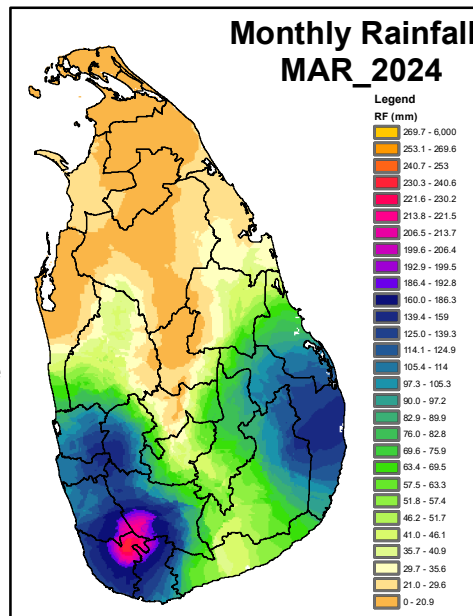 Monthly Rainfall
MAR_2024
Legend
RF (mm)
269.7 - 6,000
253.1 - 269.6
240.7 - 253
230.3 - 240.6
221.6 - 230.2
213.8 - 221.5
206.5 - 213.7
199.6 - 206.4
192.9 - 199.5
186.4 - 192.8
160.0 - 186.3
139.4 - 159
125.0 - 139.3
114.1 - 124.9
105.4 - 114
97.3 - 105.3
90.0 - 97.2
82.9 - 89.9
76.0 - 82.8
69.6 - 75.9
63.4 - 69.5
57.5 - 63.3
51.8 - 57.4
46.2 - 51.7
41.0 - 46.1
35.7 - 40.9
29.7 - 35.6
21.0 - 29.6
0 - 20.9